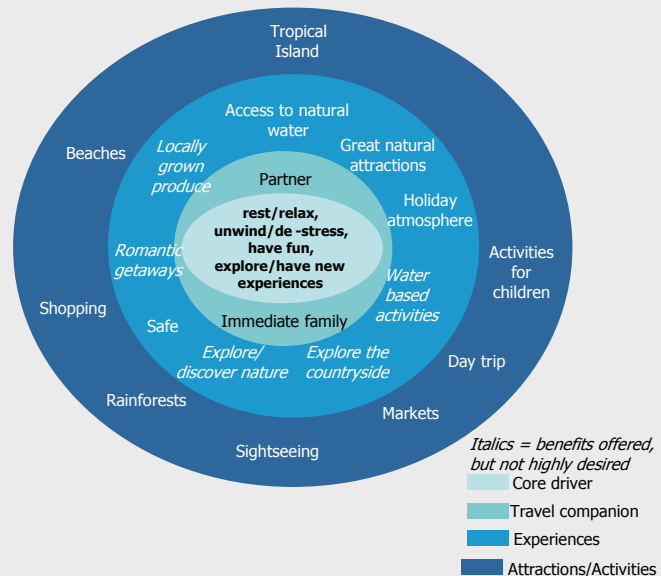 Tropical
Island
Access to natural
water
Great natural
attractions
Locally
grown
produce
Beaches
Partner
Holiday
atmosphere
rest/relax,
unwind/de -stress,
have fun,
explore/have new
experiences
Romantic
getaways
Activities
for
children
Water
based
activities
Shopping
Safe
Immediate family
Explore/
discover nature
Explore the
countryside
Day trip
Rainforests
Markets
Sightseeing
Italics = benefits offered,
but not highly desired
Core driver
Travel companion
Experiences
Attractions/Activities